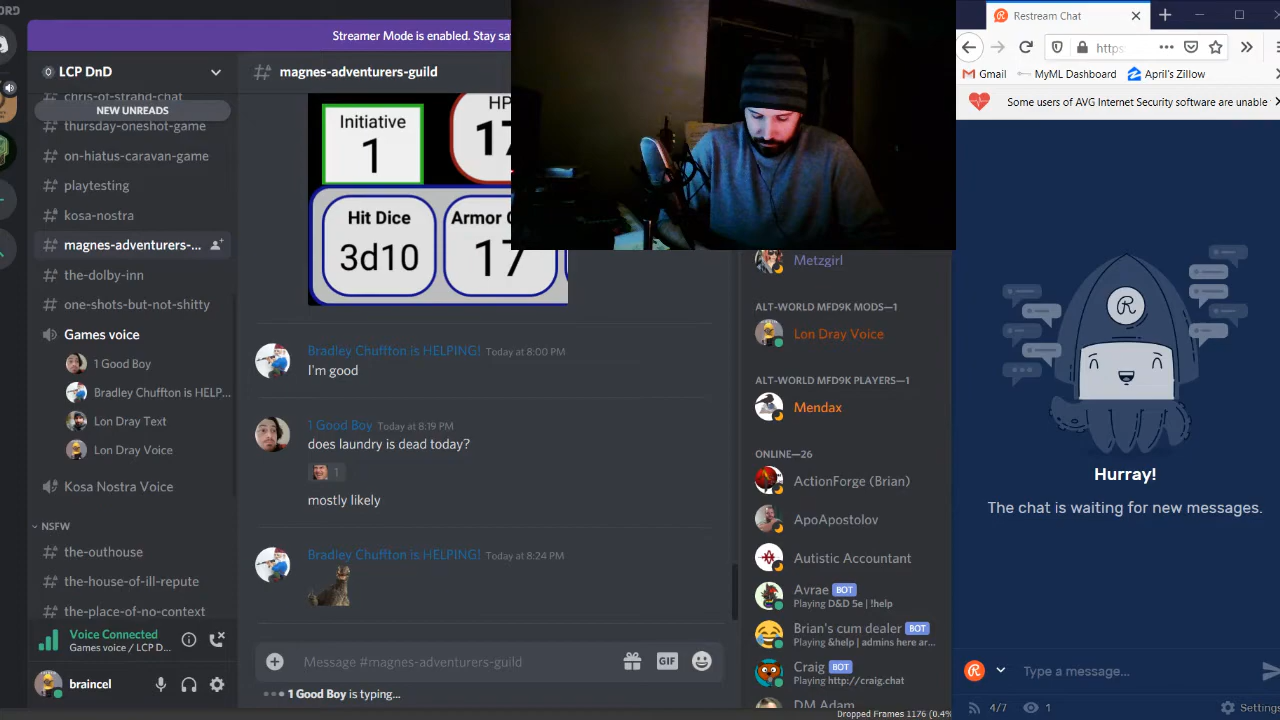 ORD
Streamer Mode is enabled. Stay sa
LCP DnD
chris-of-strahd-chat
NEW UNREADS
thursday-oneshot-game
on-hiatus-caravan-game
playtesting
kosa-nostra
magnes-adventurers-...
the-dolby-inn
one-shots-but-not-shitty
Games voice
1 Good Boy
Bradley Chuffton is HELP...
Lon Dray Text
Lon Dray Voice
Kosa Nostra Voice
NSFW
the-outhouse
the-house-of-ill-repute
the-place-of-no-context
Voice Connected
Games voice / LCP D...
magnes-adventurers-guild
Initiative
1
HP
17
Hit Dice
3d10
Armor C
17
Bradley Chuffton is HELPING! Today at 8:00 PM
I'm good
1 Good Boy Today at 8:19 PM
does laundry is dead today?
1
mostly likely
Bradley Chuffton is HELPING! Today at 8:24 PM
Message #magnes-adventurers-guild
GIF
1 Good Boy is typing...
Metzgirl
ALT-WORLD MFD9K MODS—1
Lon Dray Voice
ALT-WORLD MFD9K PLAYERS—1
Mendax
ONLINE—26
ActionForge (Brian)
ApoApostolov
Autistic Accountant
Avrae BOT
Playing D&D 5e | !help
Brian's cum dealer BOT
Playing &help | admins here ar...
Craig BOT
Playing http://craig.chat
DM Adam
Dropped Frames 1176 (0.4%
Restream Chat
https:
Gmail
MyML Dashboard
April's Zillow
Some users of AVG Internet Security software are unable
R
Hurray!
The chat is waiting for new messages.
Type a message...
4/7
1
Settings